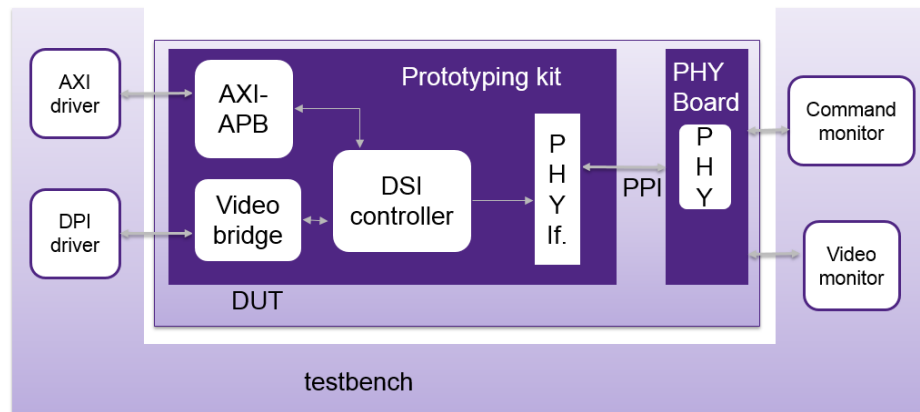 AXI
driver
AXI-
APB
Prototyping kit
PHY
Board
Command
monitor
P
H
Y
If.
P
H
Y
DSI
controller
PPI
DPI
driver
Video
bridge
Video
monitor
DUT
testbench